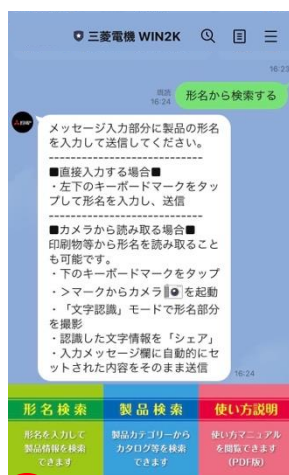 三菱電機 WIN2K
16:23
既読
16:24
形名から検索する
メッセージ入力部分に製品の形名
を入力して送信してください。
----------------------------
■直接入力する場合■
・左下のキーボードマークをタッ
プして形名を入力し、送信
----------------------------
■カメラから読み取る場合■
印刷物等から形名を読み取ること
も可能です。
・下のキーボードマークをタップ
・>マークからカメラ を起動
・「文字認識」モードで形名部分
を撮影
・認識した文字情報を「シェア」
・入力メッセージ欄に自動的にセ
ットされた内容をそのまま送信
16:24
形名検索
形名を入力して
製品情報を検索
できます
製品検索
製品カテゴリーから
カタログ等を検索
できます
使い方説明
使い方マニュアル
を閲覧できます
(PDF版)